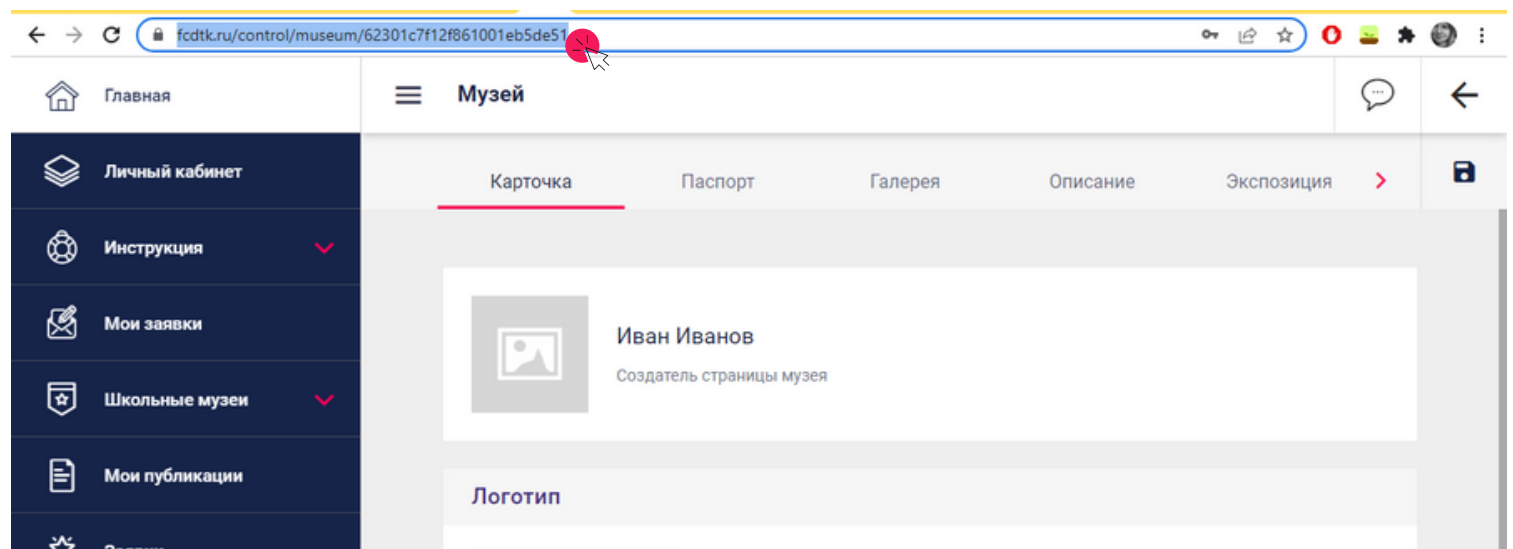 fcdtk.ru/control/museum/62301c7f12f861001eb5de51
Главная
Музей
Личный кабинет
Карточка
Паспорт
Галерея
Описание
Экспозиция
Инструкция
Мои заявки
Иван Иванов
Создатель страницы музея
Школьные музеи
Мои публикации
Логотип